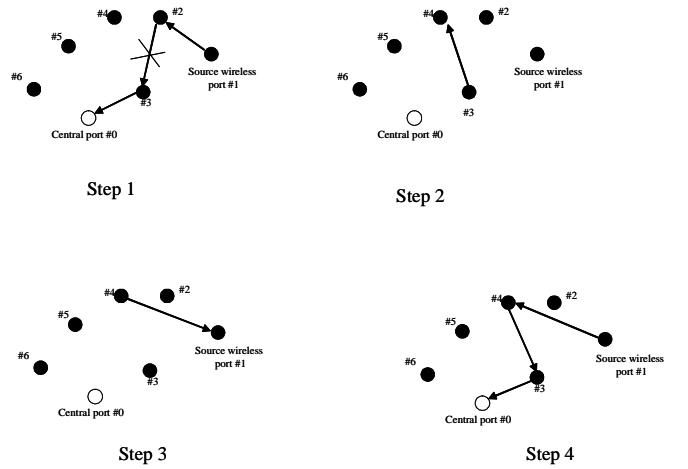 #4
#2
#5
Source wireless
port #1
#6
#3
Central port #0
Step 1
#4
#2
#5
Source wireless
port #1
#6
#3
Central port #0
Step 2
#4
#2
#5
Source wireless
port #1
#6
#3
Central port #0
Step 3
#4
#2
#5
Source wireless
port #1
#6
#3
Central port #0
Step 4